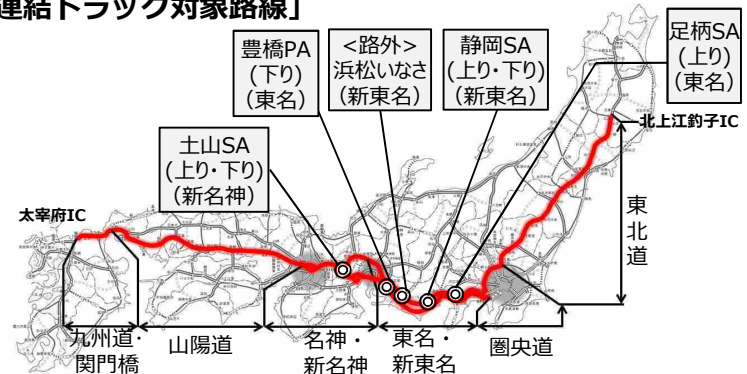 連結トラック対象路線］
豊橋PA
(下り)
（東名）
＜路外＞
浜松いなさ
（新東名）
静岡SA
(上り・下り)
（新東名）
足柄SA
(上り)
（東名）
土山SA
(上り・下り)
（新名神）
北上江釣子IC
太宰府IC
東北道
九州道・
関門橋
山陽道
名神・
新名神
東名・
新東名
圏央道